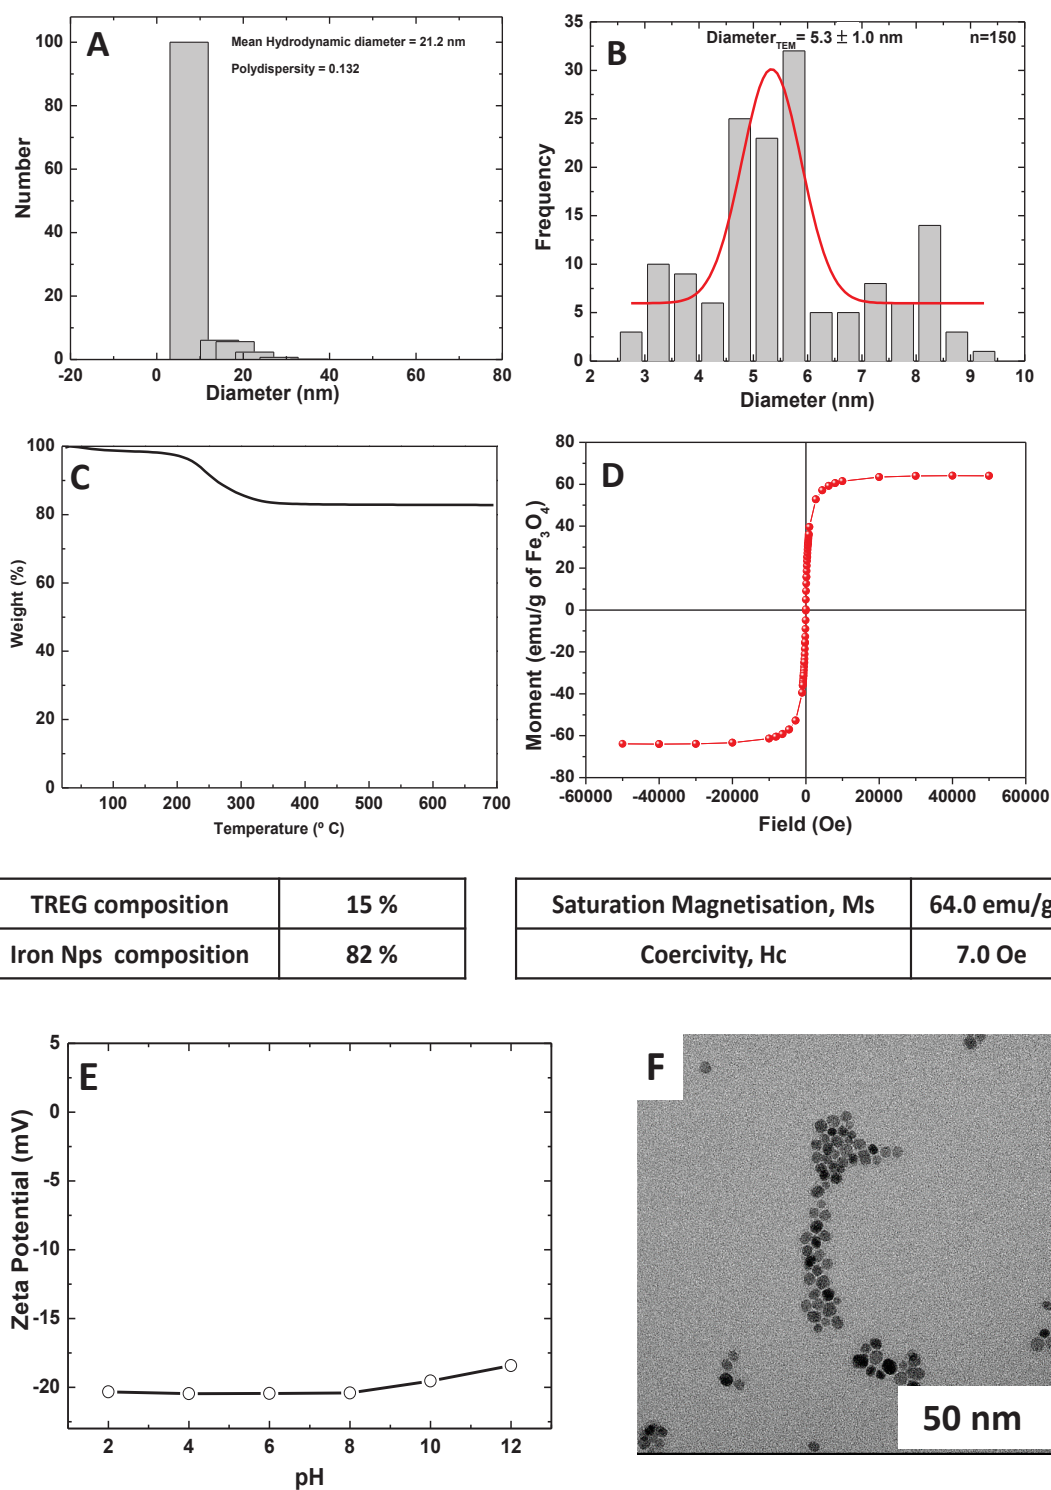 A
Mean Hydrodynamic diameter = 21.2 nm
Polydispersity = 0.132
Number
100
80
60
40
20
0
-20 0 20 40 60 80
Diameter (nm)
B
Diameter TEM = 5.3 ± 1.0 nm n=150
Frequency
35
30
25
20
15
10
5
0
2 3 4 5 6 7 8 9 10
Diameter (nm)
C
Weight (%)
100
80
60
40
20
0
100 200 300 400 500 600 700
Temperature (º C)
D
Moment (emu/g of Fe3O4)
80
60
40
20
0
-20
-40
-60
-80
-60000 -40000 -20000 0 20000 40000 60000
Field (Oe)
TREG composition 15 %
Iron Nps composition 82 %
Saturation Magnetisation, Ms 64.0 emu/g
Coercivity, Hc 7.0 Oe
E
Zeta Potential (mV)
5
0
-5
-10
-15
-20
2 4 6 8 10 12
pH
F
50 nm